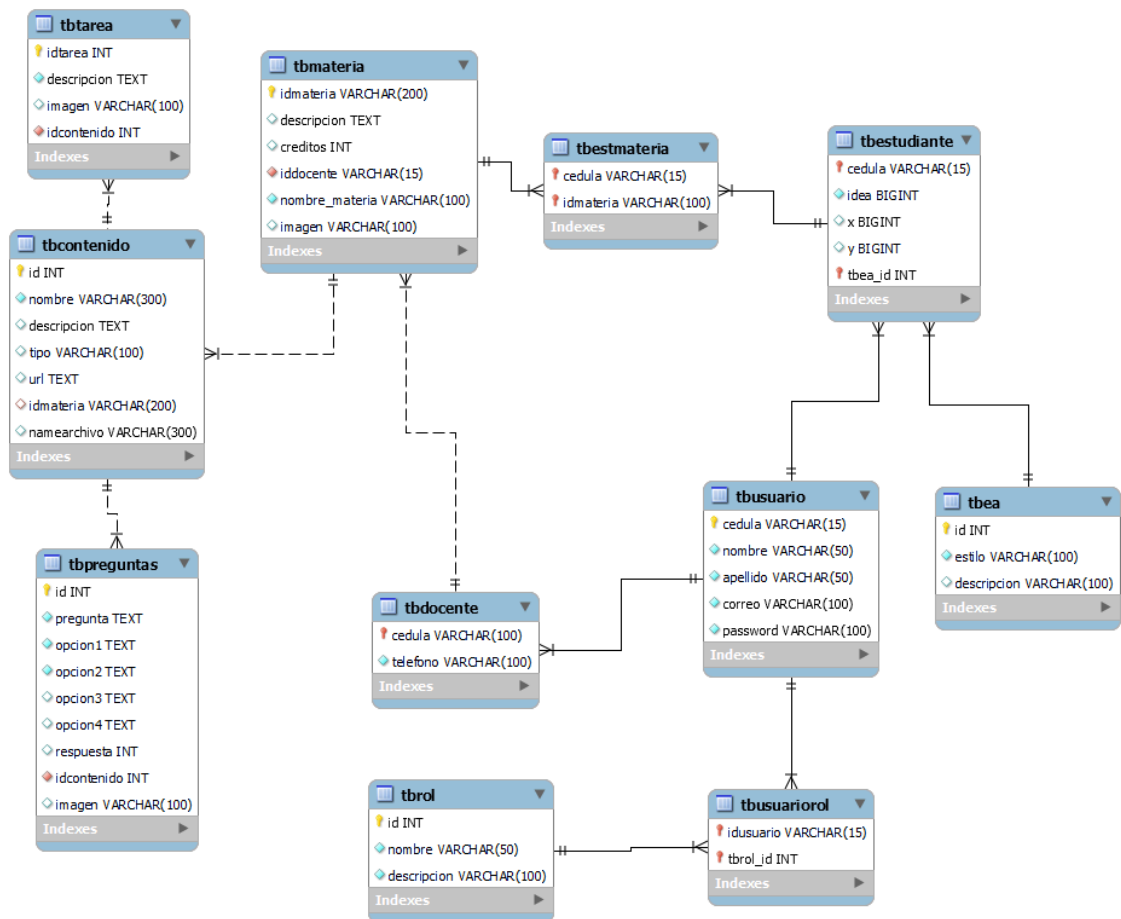 tbtarea
idtarea INT
descripcion TEXT
imagen VARCHAR(100)
idcontenido INT
Indexes
tbmateria
idmateria VARCHAR(200)
descripcion TEXT
creditos INT
iddocente VARCHAR(15)
nombre_materia VARCHAR(100)
imagen VARCHAR(100)
Indexes
tbestmateria
cedula VARCHAR(15)
idmateria VARCHAR(100)
Indexes
tbestudiante
cedula VARCHAR(15)
idea BIGINT
x BIGINT
y BIGINT
tbea_id INT
Indexes
tbcontenido
id INT
nombre VARCHAR(300)
descripcion TEXT
tipo VARCHAR(100)
url TEXT
idmateria VARCHAR(200)
namearchivo VARCHAR(300)
Indexes
tbpreguntas
id INT
pregunta TEXT
opcion1 TEXT
opcion2 TEXT
opcion3 TEXT
opcion4 TEXT
respuesta INT
idcontenido INT
imagen VARCHAR(100)
Indexes
tbdocente
cedula VARCHAR(100)
telefono VARCHAR(100)
Indexes
tbusuario
cedula VARCHAR(15)
nombre VARCHAR(50)
apellido VARCHAR(50)
correo VARCHAR(100)
password VARCHAR(100)
Indexes
tbea
id INT
estilo VARCHAR(100)
descripcion VARCHAR(100)
Indexes
tbrol
id INT
nombre VARCHAR(50)
descripcion VARCHAR(100)
Indexes
tbusuariorol
idusuario VARCHAR(15)
tbrol_id INT
Indexes